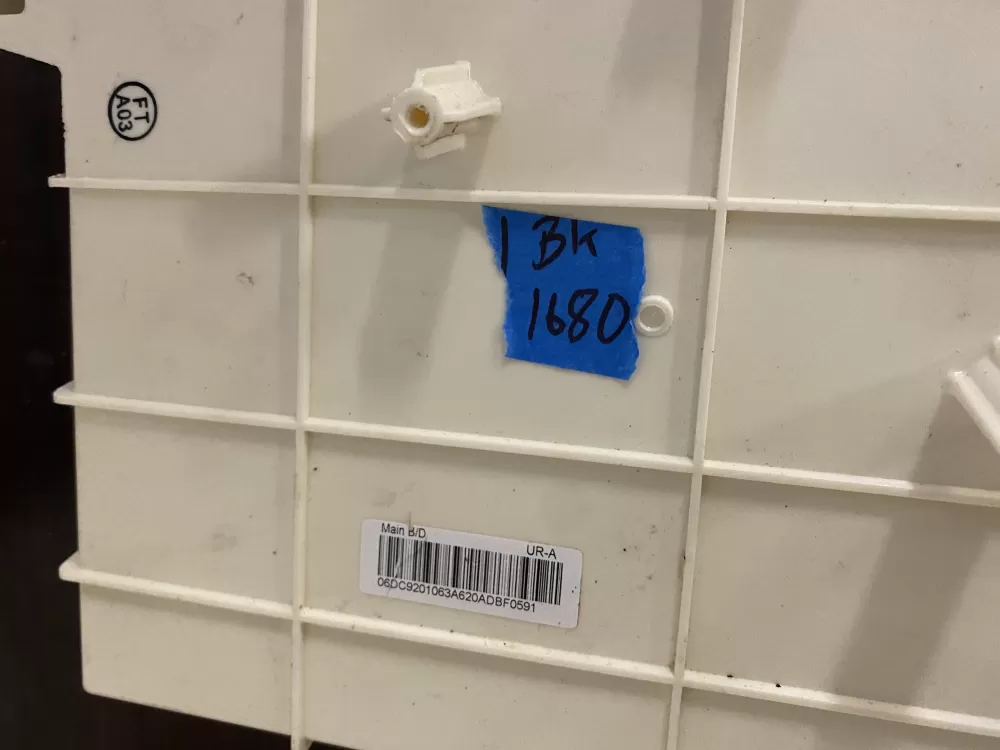 FT
A03
1 BK
1680
Main B/D
UR-A
06DC9201063A620ADBF0591